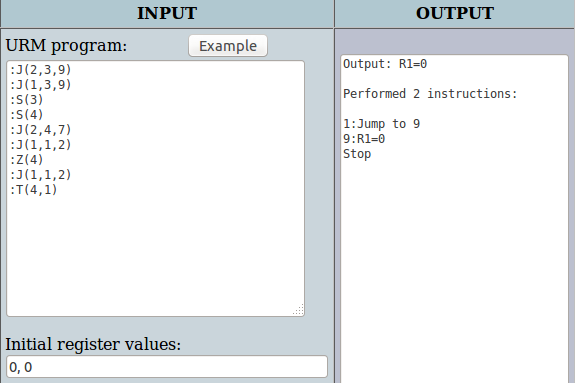 INPUT
OUTPUT
URM program:
Example
:J(2,3,9)
:J(1,3,9)
:S(3)
:S(4)
:J(2,4,7)
:J(1,1,2)
:Z(4)
:J(1,1,2)
:T(4,1)
Initial register values:
0, 0
Output: R1=0
Performed 2 instructions:
1:Jump to 9
9:R1=0
Stop